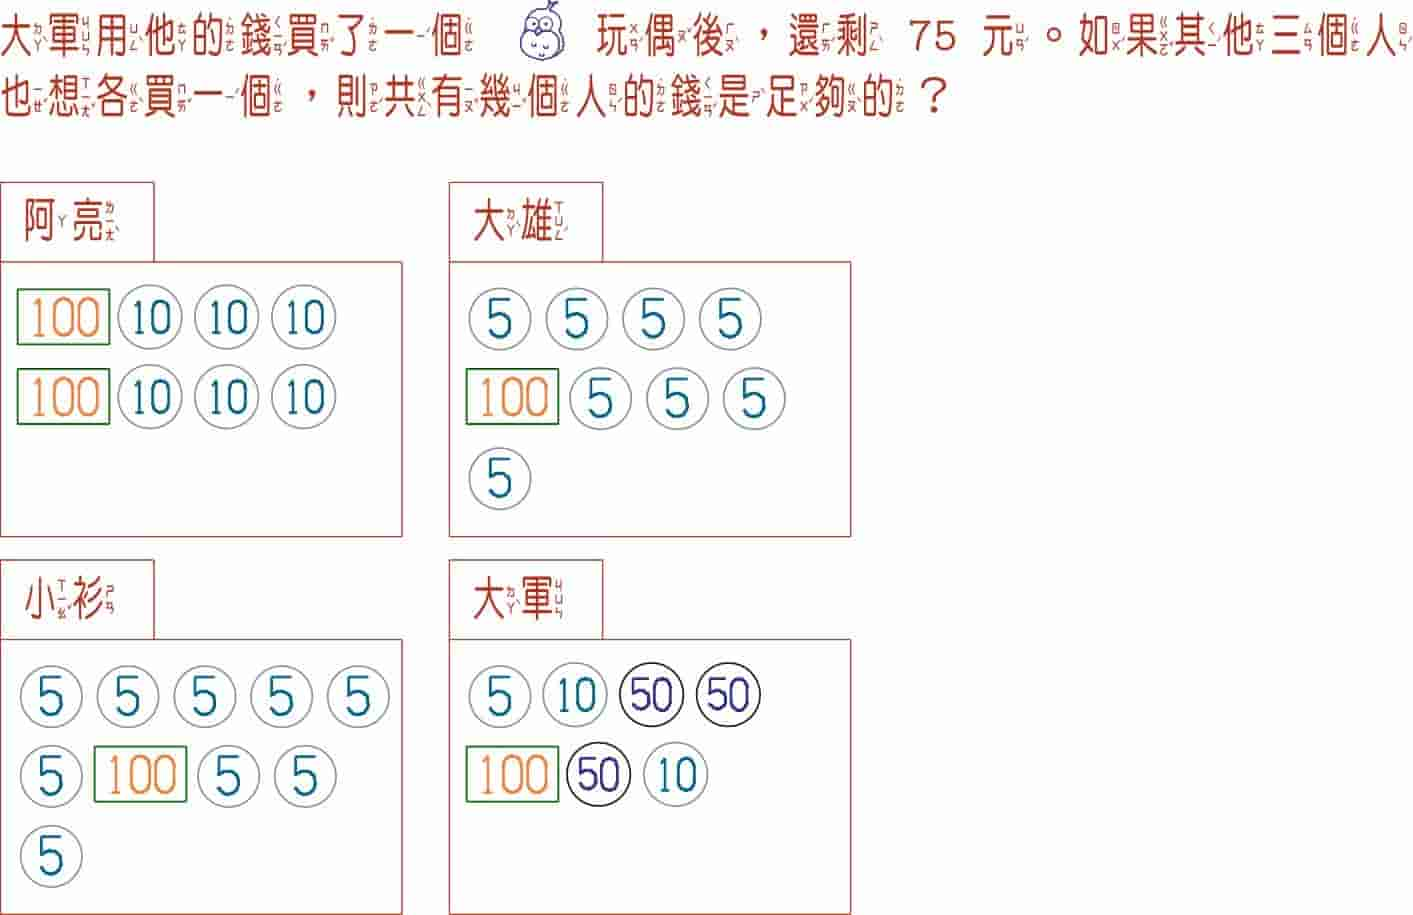 大軍用他的錢買了一個 玩偶後，還剩 75 元。如果其他三個人
也想各買一個，則共有幾個人的錢是足夠的？
阿亮
100 10 10 10
100 10 10 10
大雄
5 5 5 5
100 5 5 5
5
小衫
5 5 5 5 5
5 100 5 5
5
大軍
5 10 50 50
100 50 10